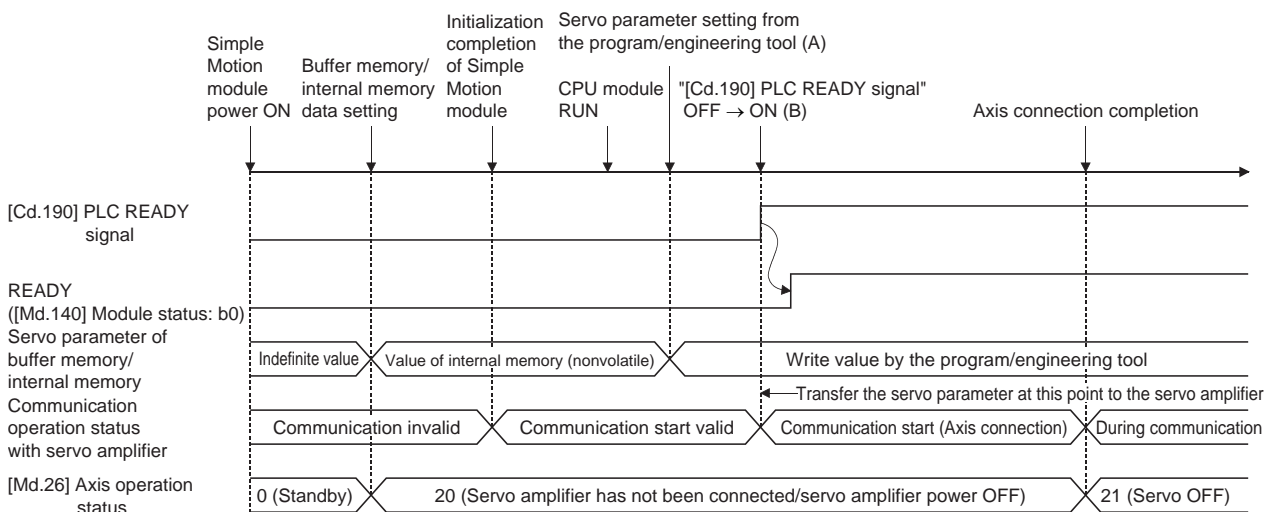 Simple
Motion
module
power ON
Buffer memory/
internal memory
data setting
Initialization
completion
of Simple
Motion
module
CPU module
RUN
Servo parameter setting from
the program/engineering tool (A)
"[Cd.190] PLC READY signal"
OFF → ON (B)
Axis connection completion
[Cd.190] PLC READY
signal
READY
([Md.140] Module status: b0)
Servo parameter of
buffer memory/
internal memory
Indefinite value
Value of internal memory (nonvolatile)
Write value by the program/engineering tool
Transfer the servo parameter at this point to the servo amplifier
Communication
operation status
with servo amplifier
Communication invalid
Communication start valid
Communication start (Axis connection)
During communication
[Md.26] Axis operation
status
0 (Standby)
20 (Servo amplifier has not been connected/servo amplifier power OFF)
21 (Servo OFF)